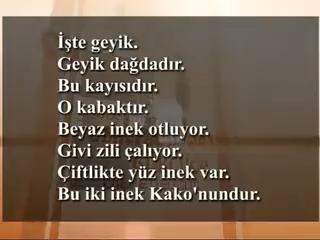 İşte geyik.
Geyik dağdadır.
Bu kayısıdır.
O kabaktır.
Beyaz inek otluyor.
Givi zili çalıyor.
Çiftlikte yüz inek var.
Bu iki inek Kako'nundur.